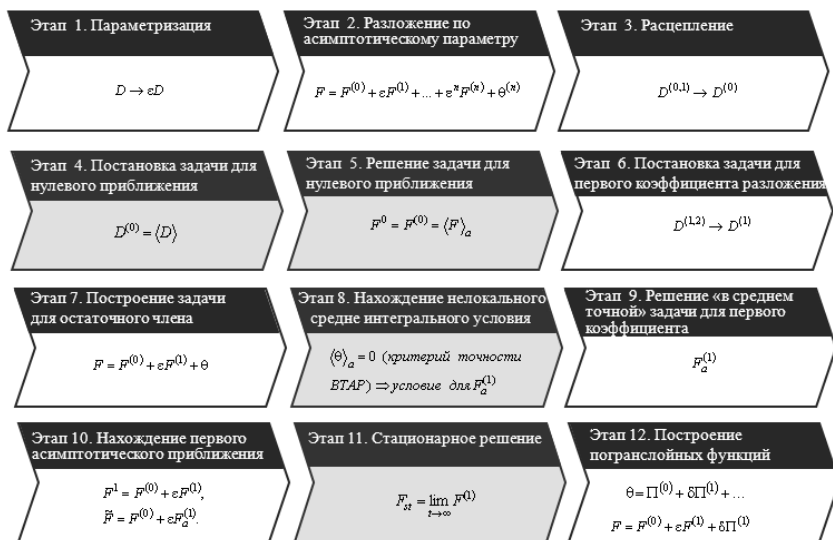 Этап 1. Параметризация
D → εD
Этап 2. Разложение по
асимптотическому параметру
F = F^(0) + εF^(1) + ... + ε^n F^(n) + θ^(n)
Этап 3. Расцепление
D^(0,1) → D^(0)
Этап 4. Постановка задачи для
нулевого приближения
D^(0) = ⟨D⟩
Этап 5. Решение задачи для
нулевого приближения
F^0 = F^(0) = ⟨F⟩_a
Этап 6. Постановка задачи для
первого коэффициента разложения
D^(1,2) → D^(1)
Этап 7. Построение задачи
для остаточного члена
F = F^(0) + εF^(1) + θ
Этап 8. Нахождение нелокального
средне интегрального условия
⟨θ⟩_a = 0 (критерий точности
ВТАР) ⇒ условие для F_a^(1)
Этап 9. Решение «в среднем
точной» задачи для первого
коэффициента
F_a^(1)
Этап 10. Нахождение первого
асимптотического приближения
F^1 = F^(0) + εF^(1),
F̃ = F^(0) + εF_a^(1).
Этап 11. Стационарное решение
F_st = lim_{t→∞} F^(1)
Этап 12. Построение
погранслойных функций
θ = Π^(0) + δΠ^(1) + ...
F = F^(0) + εF^(1) + δΠ^(1)